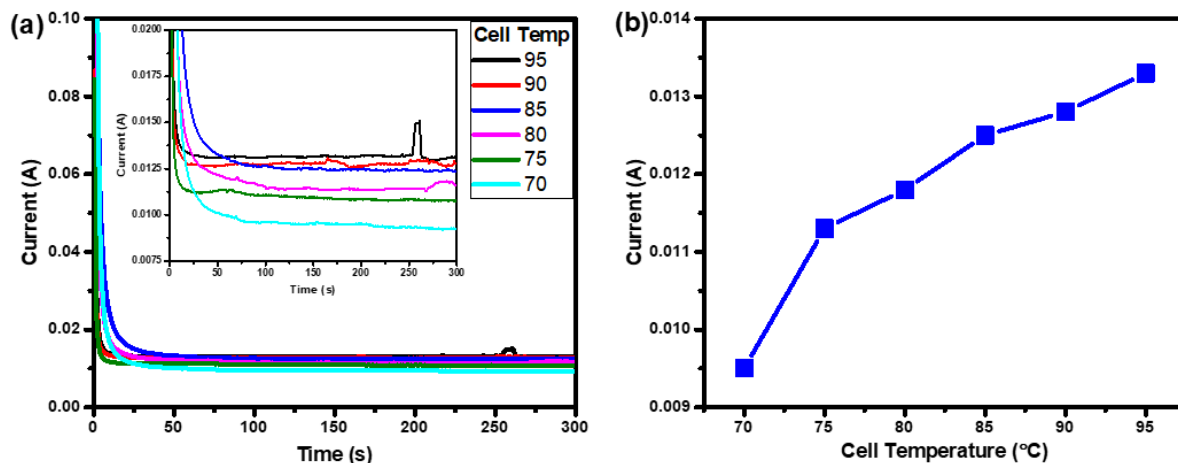 (a)
0.10
0.08
0.06
0.04
0.02
0.00
Current (A)
0 50 100 150 200 250 300
Time (s)
0.0200
0.0175
0.0150
0.0125
0.0100
0.0075
Current (A)
0 50 100 150 200 250 300
Time (s)
Cell Temp
95
90
85
80
75
70
(b)
0.014
0.013
0.012
0.011
0.010
0.009
Current (A)
70 75 80 85 90 95
Cell Temperature (°C)